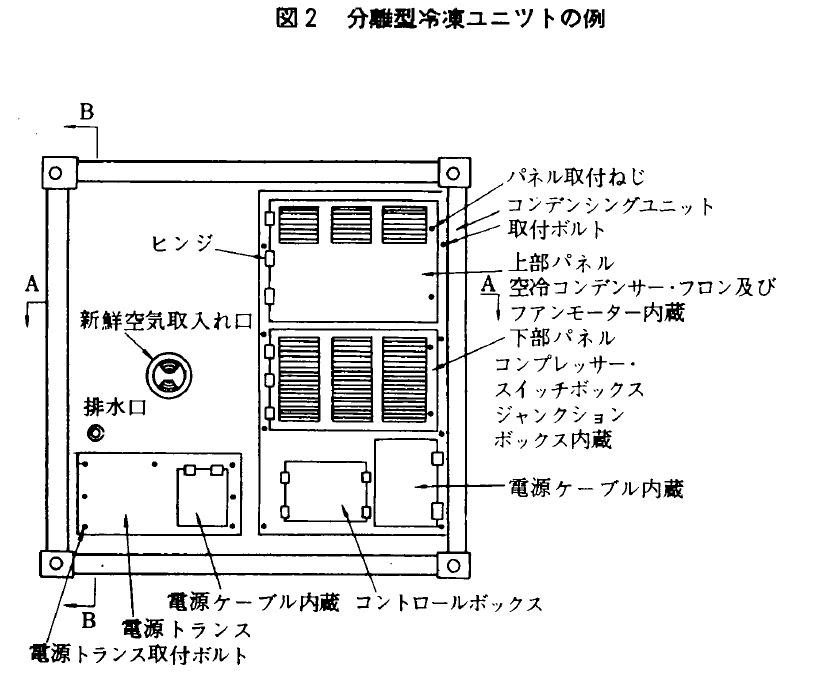 図2 分離型冷凍ユニツトの例
B
パネル取付ねじ
コンデンシングユニット
取付ボルト
ヒンジ
上部パネル
A
A
空冷コンデンサー・フロン及び
フアンモーター内蔵
新鮮空気取入れ口
下部パネル
コンプレッサー・
スイッチボックス
ジャンクション
ボックス内蔵
排水口
電源ケーブル内蔵
電源ケーブル内蔵
コントロールボックス
B
電源トランス
電源トランス取付ボルト